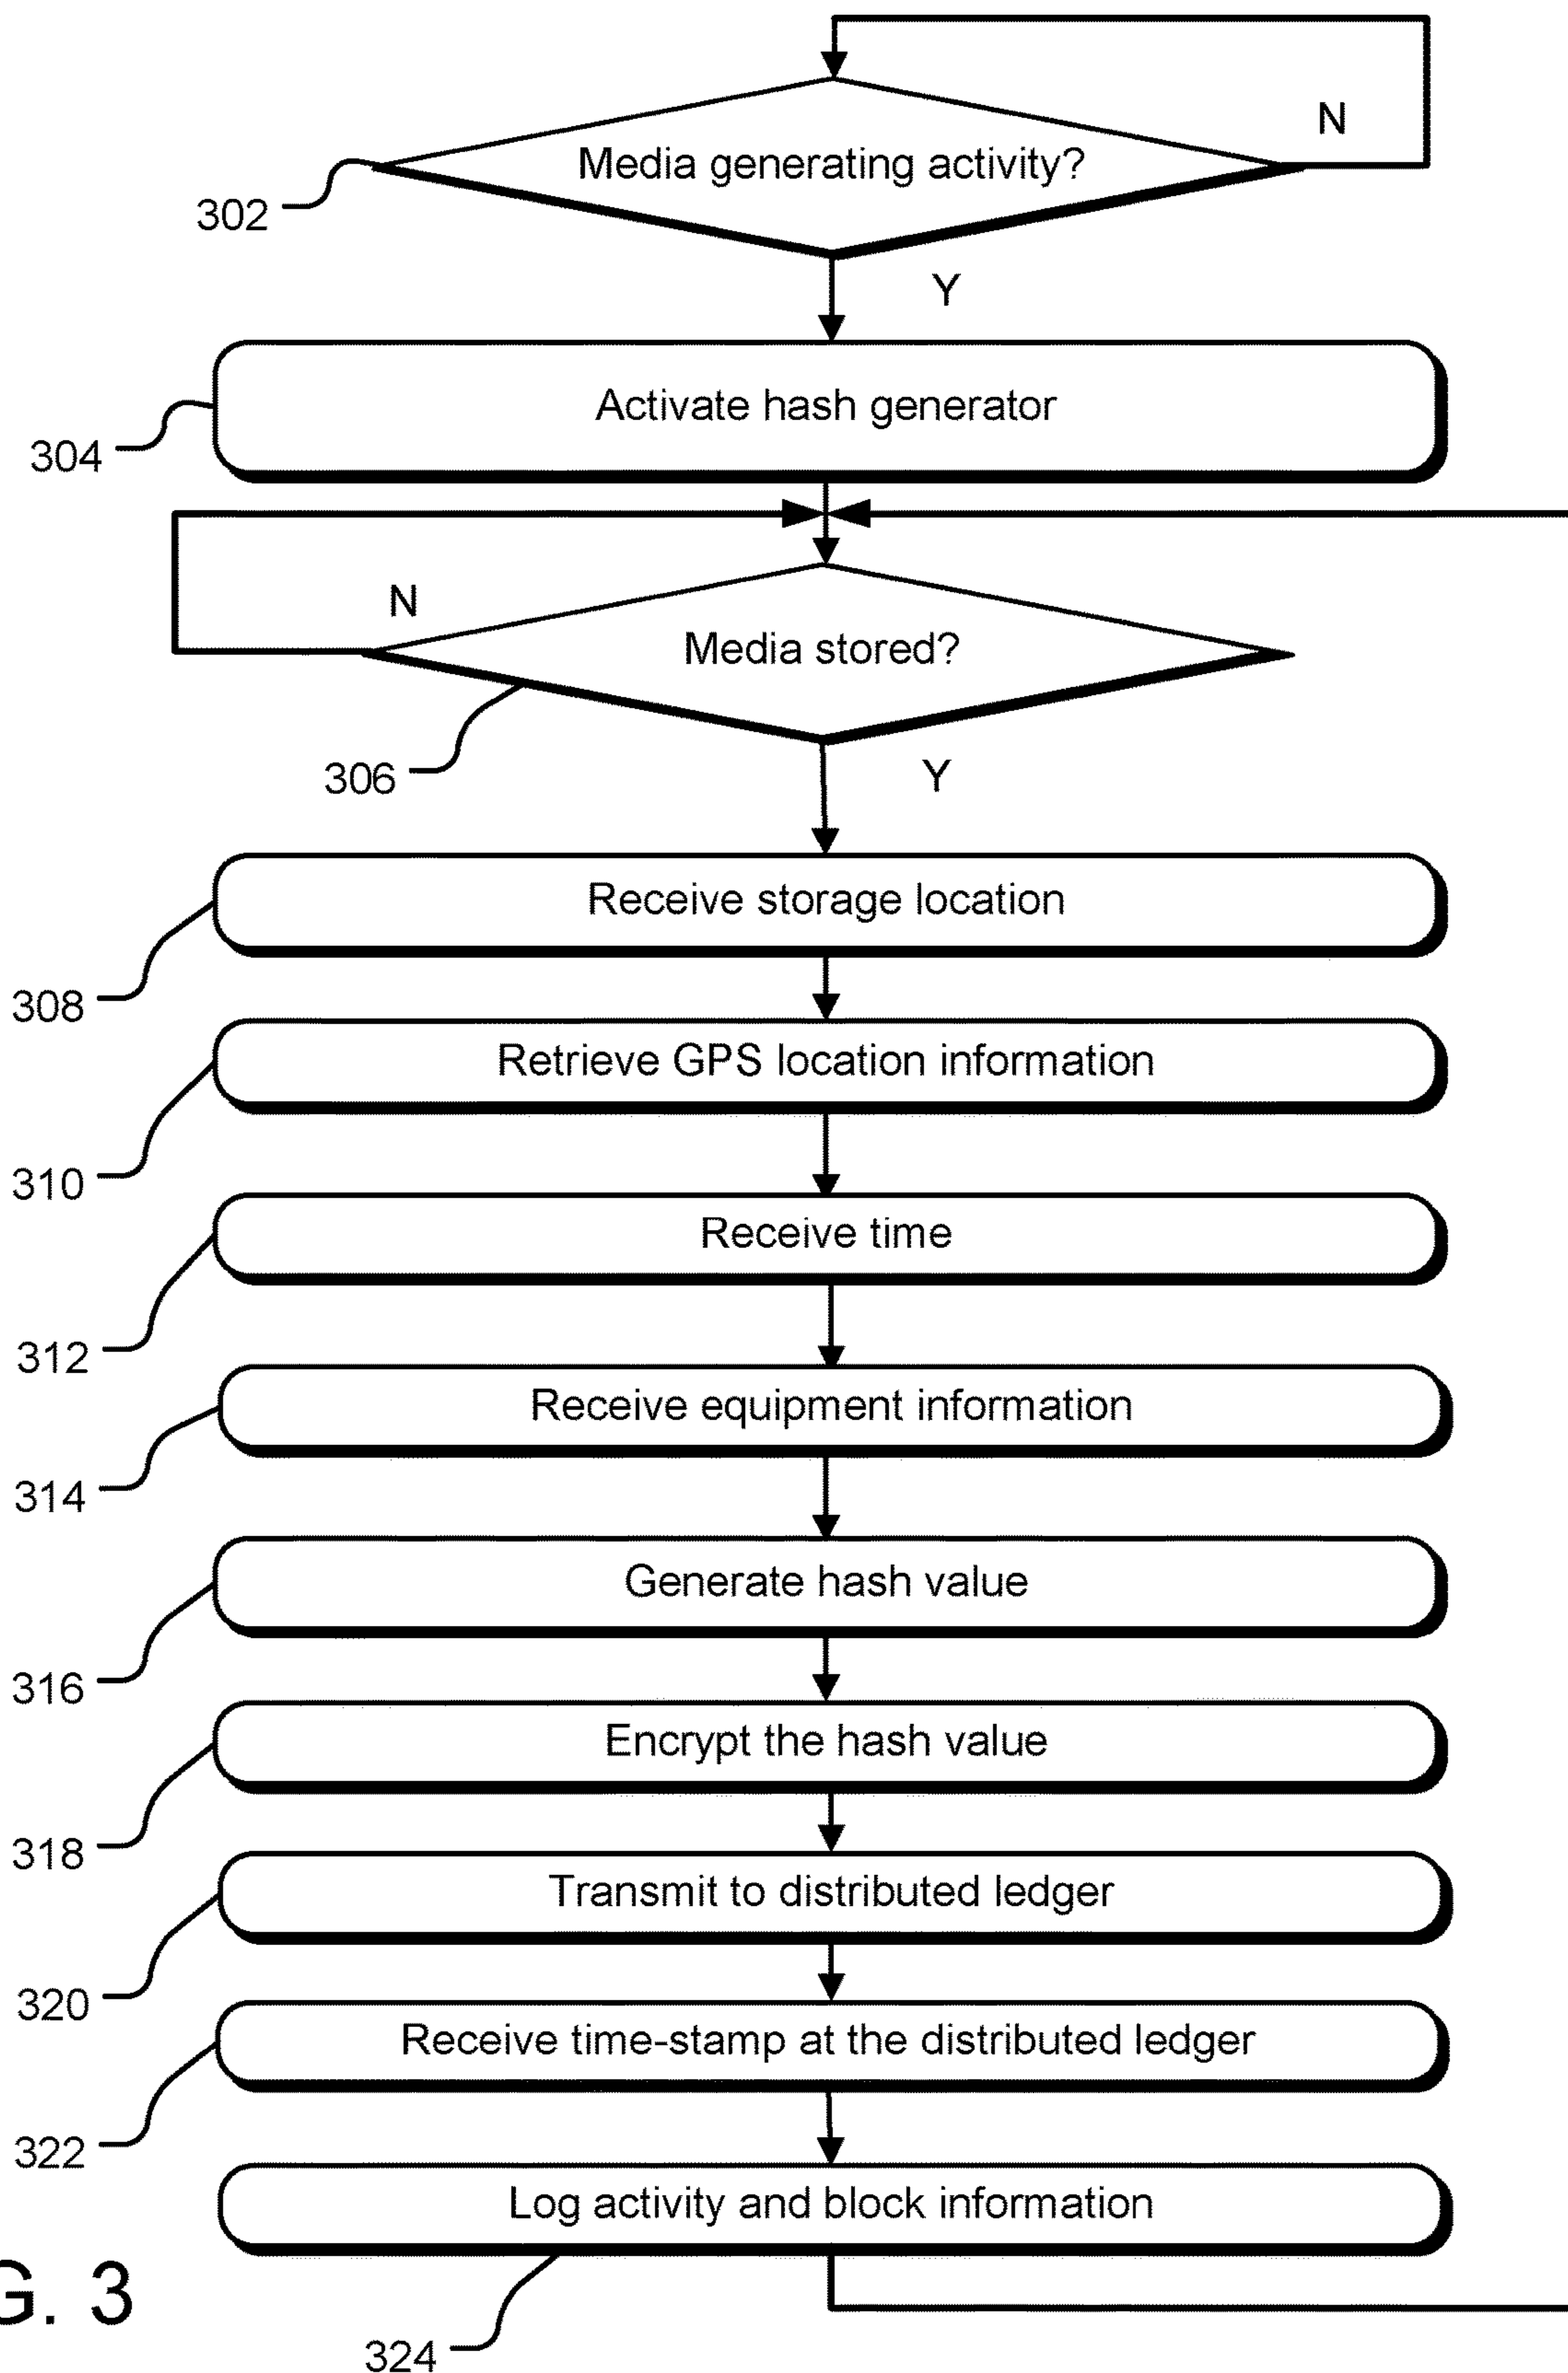 N
Media generating activity?
302
Y
Activate hash generator
304
N
Media stored?
306
Y
Receive storage location
308
Retrieve GPS location information
310
Receive time
312
Receive equipment information
314
Generate hash value
316
Encrypt the hash value
318
Transmit to distributed ledger
320
Receive time-stamp at the distributed ledger
322
Log activity and block information
G. 3
324